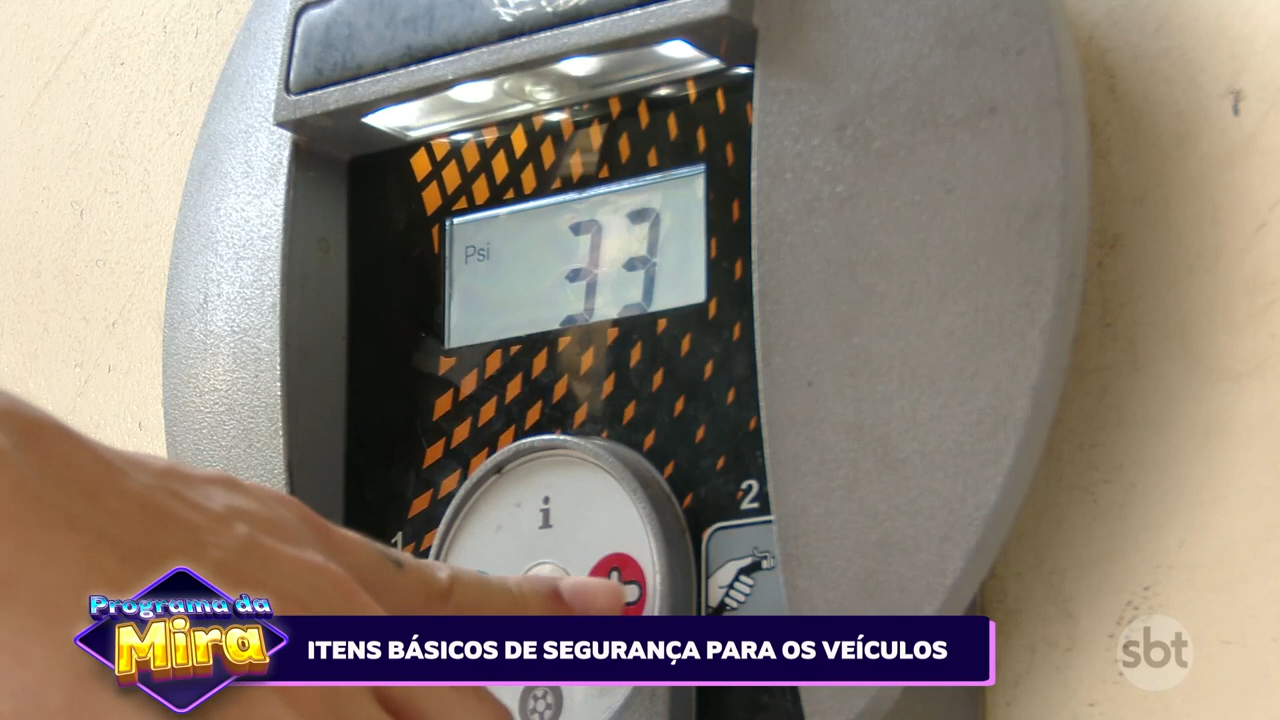 Psi
33
i
2
1
Programa da
Mira
ITENS BÁSICOS DE SEGURANÇA PARA OS VEÍCULOS
sbt